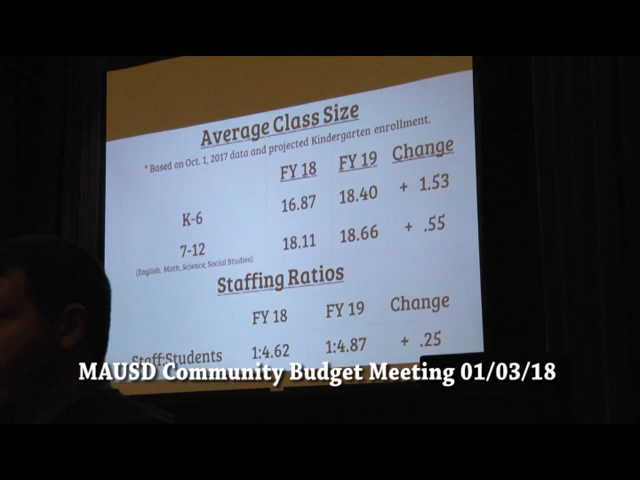 Average Class Size
* Based on Oct. 1, 2017 data and projected Kindergarten enrollment.
FY 18 FY 19 Change
K-6 16.87 18.40 + 1.53
7-12 18.11 18.66 + .55
(English, Math, Science, Social Studies)
Staffing Ratios
FY 18 FY 19 Change
Staff:Students 1:4.62 1:4.87 + .25
MAUSD Community Budget Meeting 01/03/18